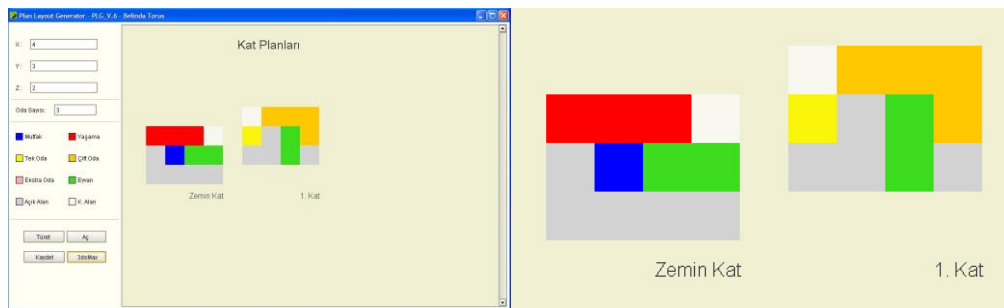 Plan Layout Generator - PLG_V.6 - Belinda Torus
Kat Planları
X: 4
Y: 3
Z: 2
Oda Sayısı: 3
Mutfak
Yaşama
Tek Oda
Çift Oda
Ekstra Oda
Eyvan
Açık Alan
K. Alan
Türet
Aç
Kaydet
3dsMax
Zemin Kat
1. Kat
Zemin Kat
1. Kat